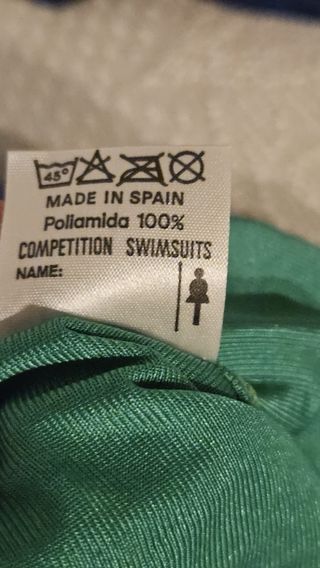 45°
MADE IN SPAIN
Poliamida 100%
COMPETITION SWIMSUITS
NAME: